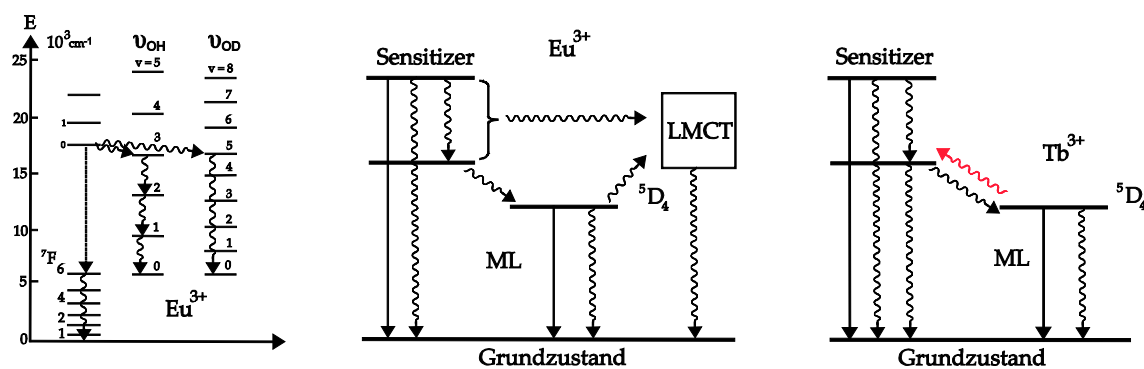 E
10³cm⁻¹
υOH
υOD
25
20
15
10
5
0
v=5
4
3
2
1
0
v=8
7
6
5
4
3
2
1
0
1
0
⁷F
6
4
2
1
Eu³⁺
Sensitizer
Eu³⁺
LMCT
⁵D₄
ML
Grundzustand
Sensitizer
Tb³⁺
⁵D₄
ML
Grundzustand